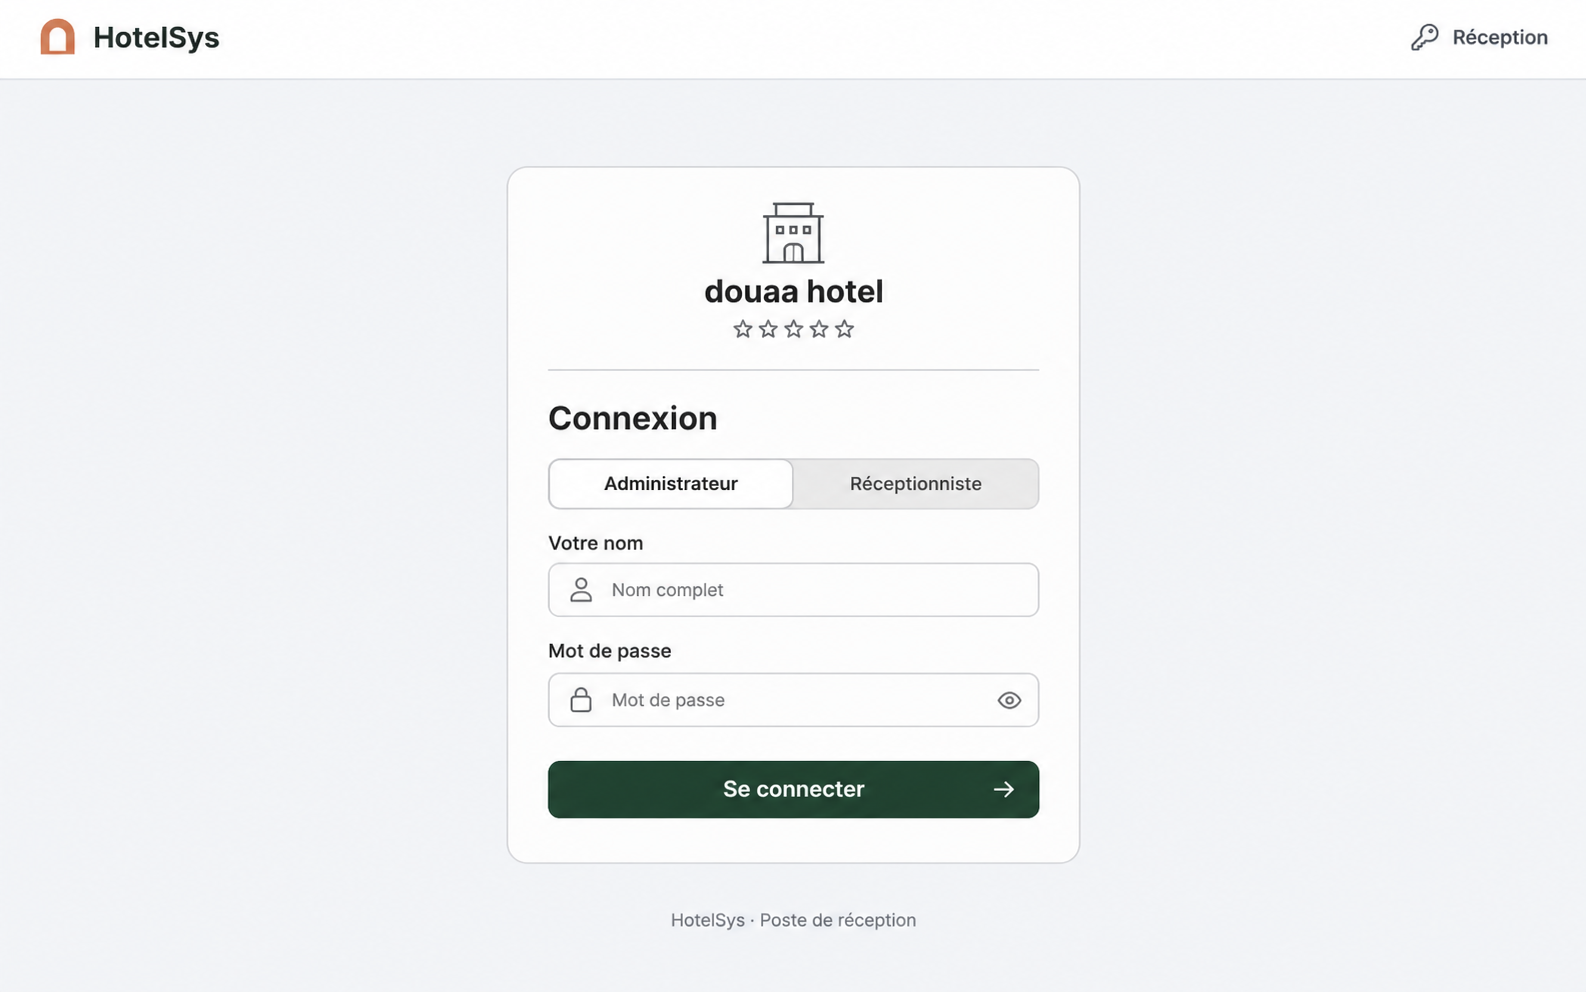 HotelSys
Réception
douaa hotel
Connexion
Administrateur
Réceptionniste
Votre nom
Nom complet
Mot de passe
Mot de passe
Se connecter
HotelSys · Poste de réception